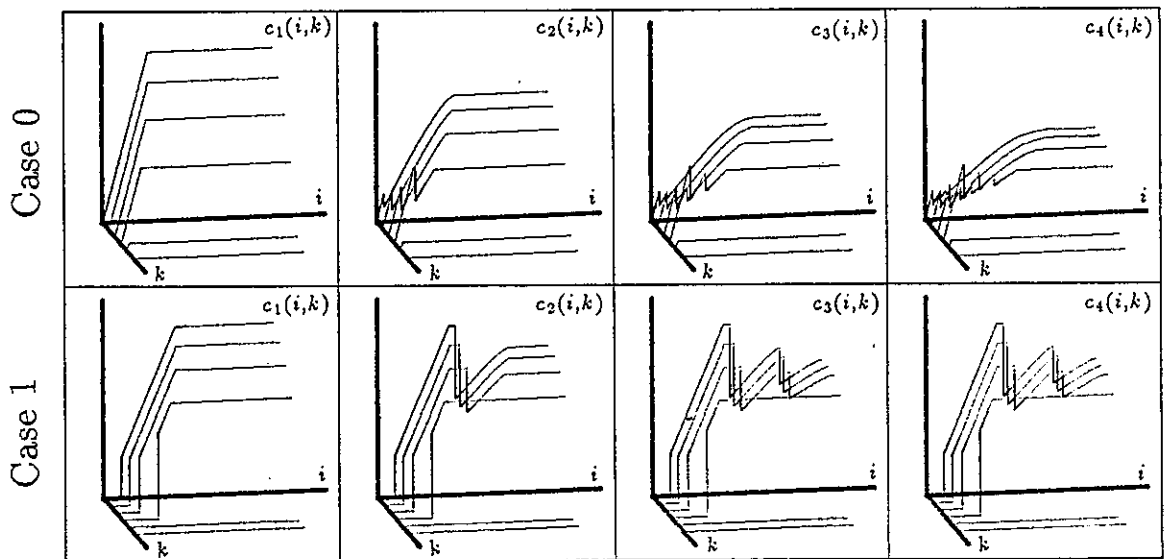 Case 0
c₁(i,k)
i
k
c₂(i,k)
i
k
c₃(i,k)
i
k
c₄(i,k)
i
k
Case 1
c₁(i,k)
i
k
c₂(i,k)
i
k
c₃(i,k)
i
k
c₄(i,k)
i
k